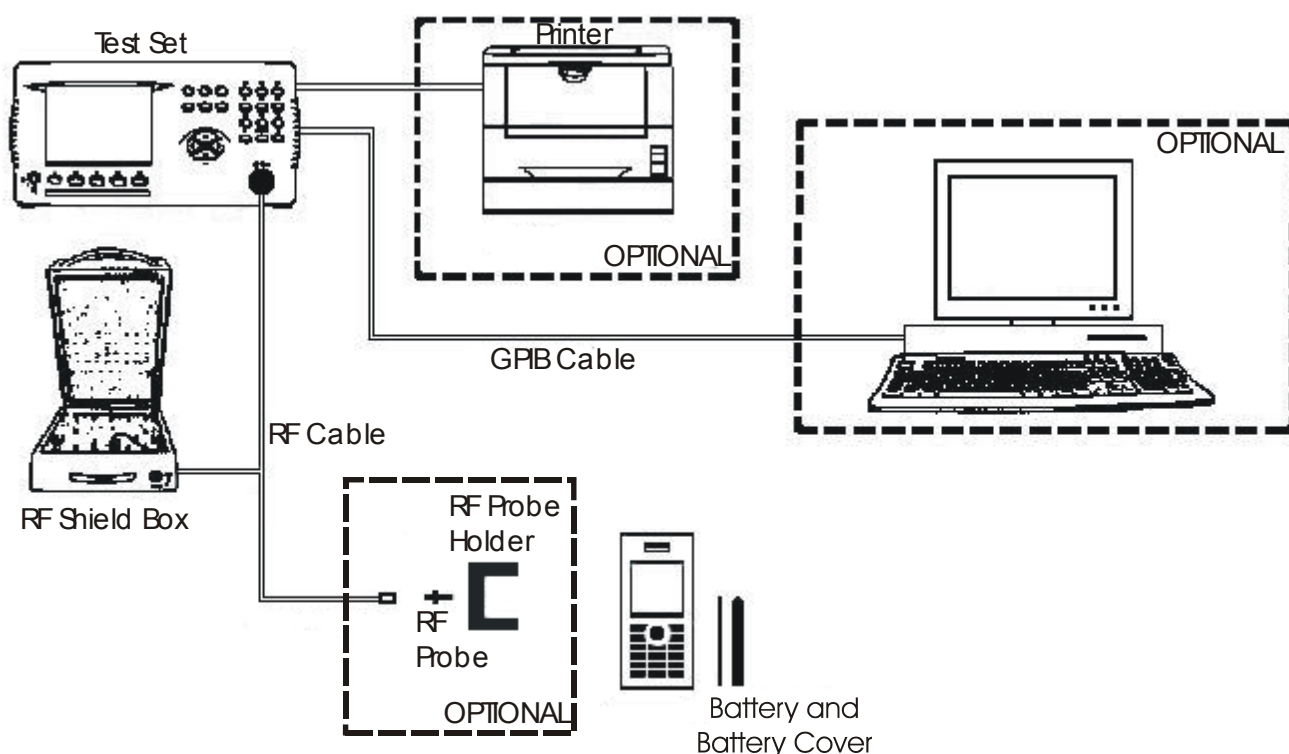 Test Set
Printer
OPTIONAL
OPTIONAL
GPIB Cable
RF Cable
RF Shield Box
RF Probe
Holder
RF
Probe
OPTIONAL
Battery and
Battery Cover